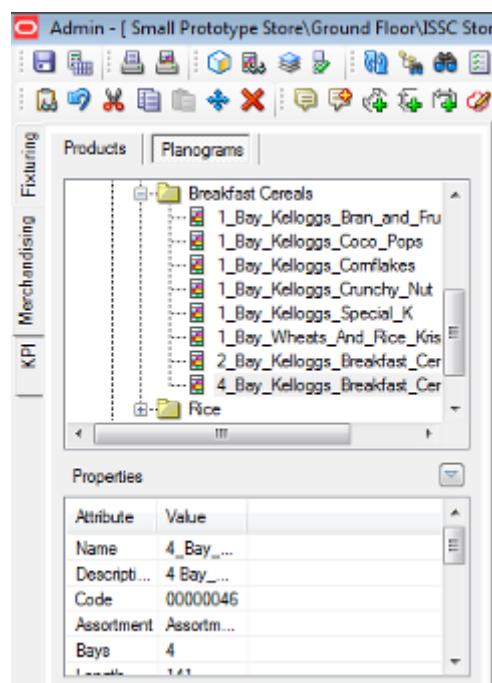 Admin - [ Small Prototype Store\Ground Floor\ISSC Stor
Fixturing
Merchandising
KPI
Products Planograms
Breakfast Cereals
1_Bay_Kelloggs_Bran_and_Fru
1_Bay_Kelloggs_Coco_Pops
1_Bay_Kelloggs_Cornflakes
1_Bay_Kelloggs_Crunchy_Nut
1_Bay_Kelloggs_Special_K
1_Bay_Wheats_And_Rice_Kris
2_Bay_Kelloggs_Breakfast_Cer
4_Bay_Kelloggs_Breakfast_Cer
Rice
Properties
Attribute Value
Name 4_Bay_...
Descripti... 4 Bay_...
Code 00000046
Assortment Assortm...
Bays 4
Length 141